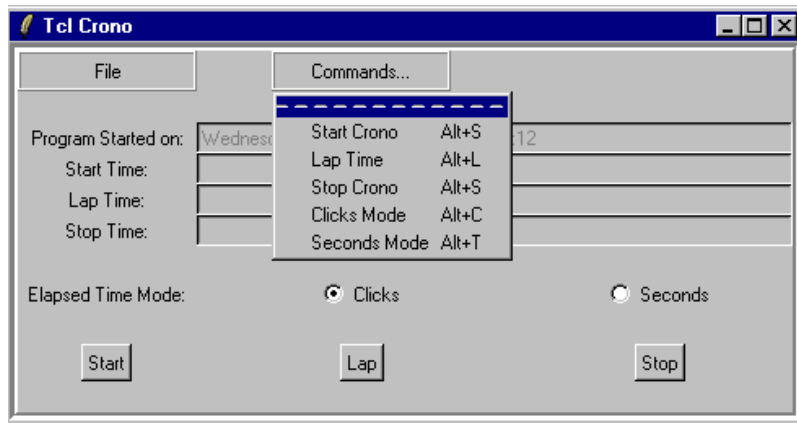 Tcl Crono
File Commands...
Start Crono Alt+S
Lap Time Alt+L
Stop Crono Alt+S
Clicks Mode Alt+C
Seconds Mode Alt+T
Program Started on: :12
Start Time:
Lap Time:
Stop Time:
Elapsed Time Mode: Clicks Seconds
Start Lap Stop